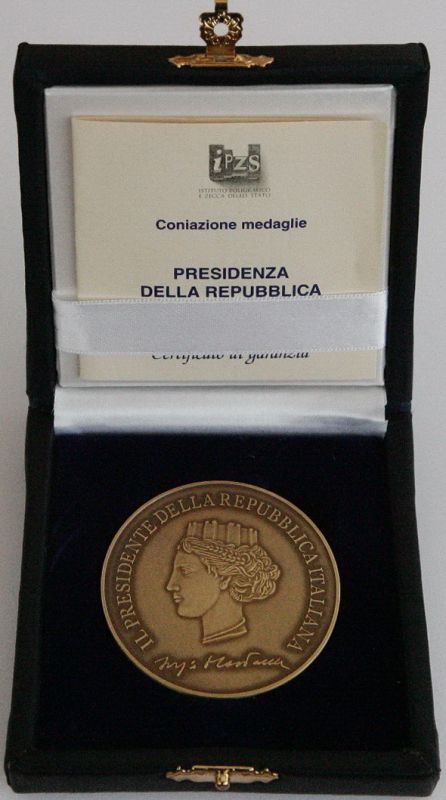 iPZS
ISTITUTO POLIGRAFICO
E ZECCA DELLO STATO
Coniazione medaglie
PRESIDENZA
DELLA REPUBBLICA
Certificato di garanzia
IL PRESIDENTE DELLA REPUBBLICA ITALIANA